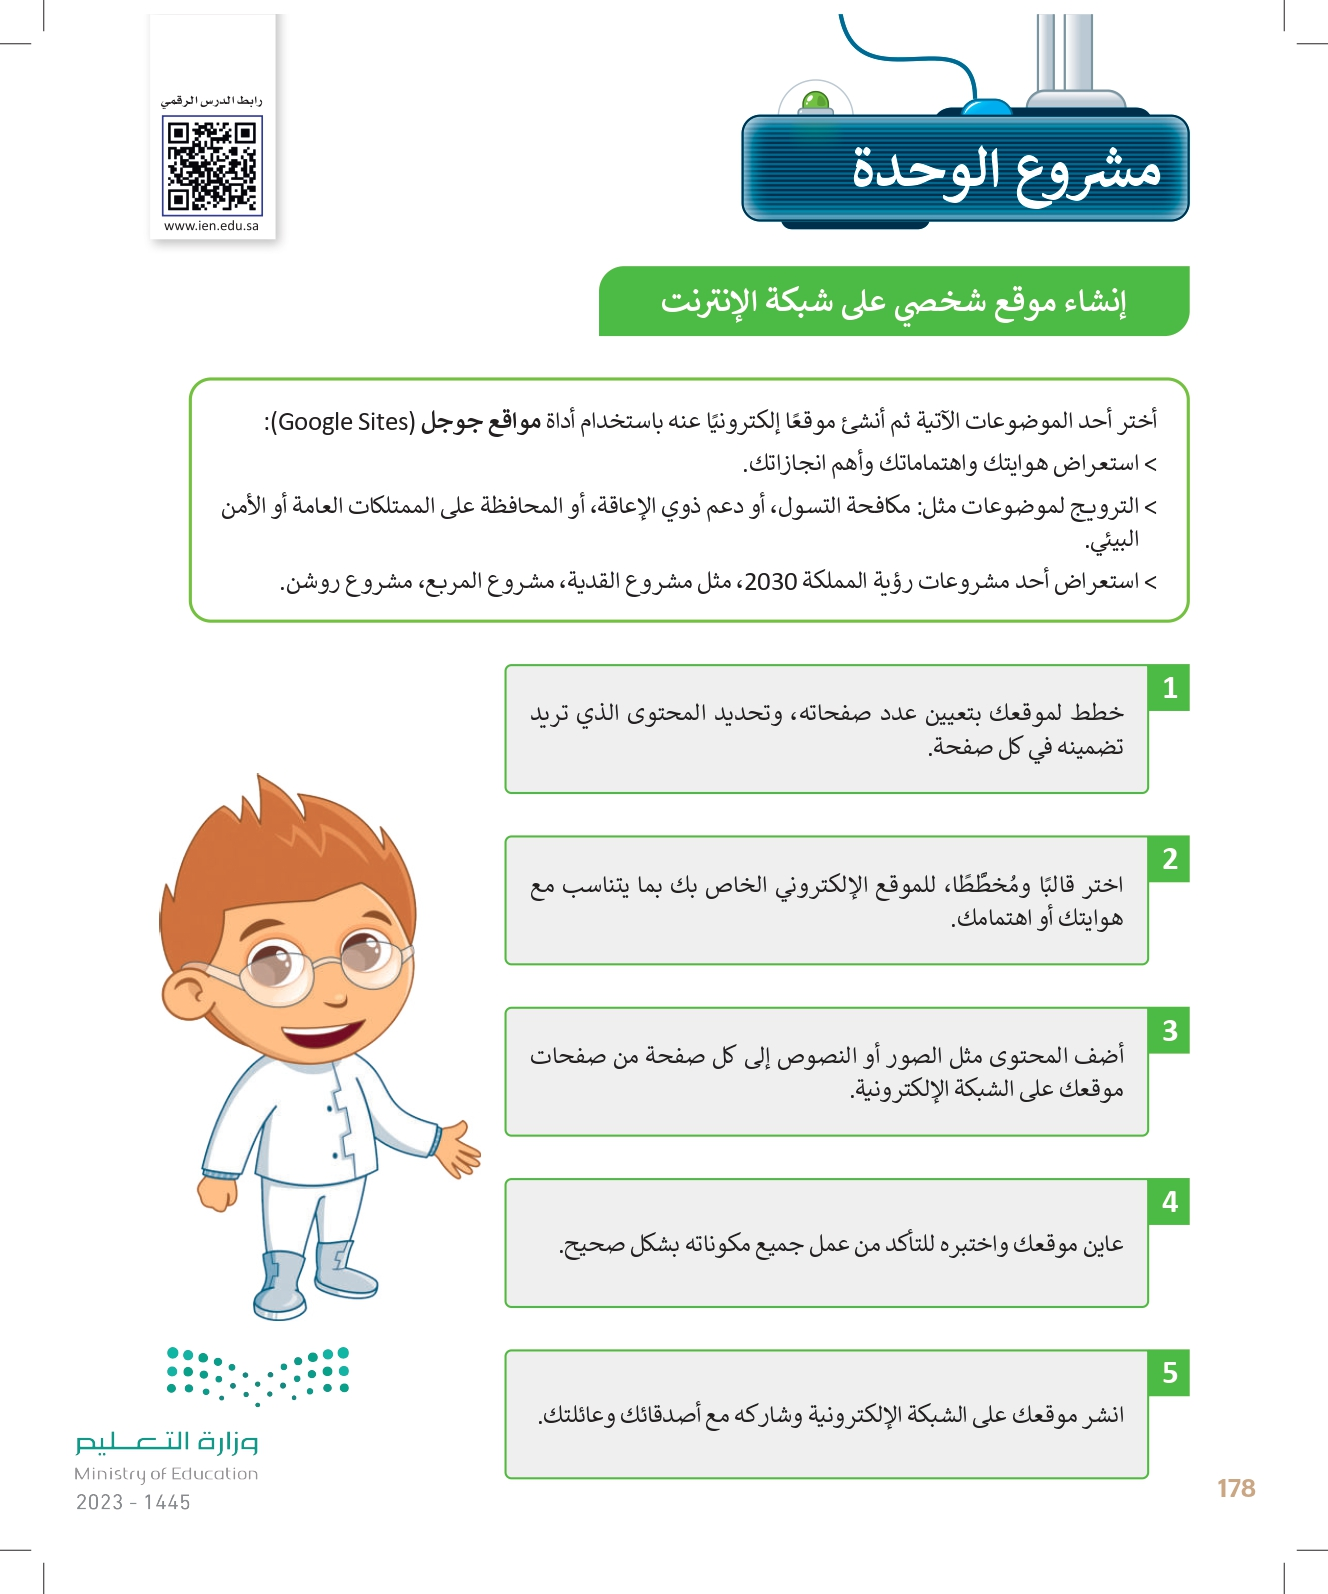 رابط الدرس الرقمي
www.ien.edu.sa
مشروع الوحدة
إنشاء موقع شخصي على شبكة الإنترنت
أختر أحد الموضوعات الآتية ثم أنشئ موقعًا إلكترونيًا عنه باستخدام أداة مواقع جوجل (Google Sites):
> استعراض هوايتك واهتماماتك وأهم انجازاتك.
> الترويج لموضوعات مثل: مكافحة التسول، أو دعم ذوي الإعاقة، أو المحافظة على الممتلكات العامة أو الأمن
البيئي.
> استعراض أحد مشروعات رؤية المملكة 2030، مثل مشروع القدية، مشروع المربع، مشروع روشن.
1
خطط لموقعك بتعيين عدد صفحاته، وتحديد المحتوى الذي تريد
تضمينه في كل صفحة.
2
اختر قالبًا ومُخطَّطًا، للموقع الإلكتروني الخاص بك بما يتناسب مع
هوايتك أو اهتمامك.
3
أضف المحتوى مثل الصور أو النصوص إلى كل صفحة من صفحات
موقعك على الشبكة الإلكترونية.
4
عاين موقعك واختبره للتأكد من عمل جميع مكوناته بشكل صحيح.
5
انشر موقعك على الشبكة الإلكترونية وشاركه مع أصدقائك وعائلتك.
وزارة التعليم
Ministry of Education
2023 - 1445
178